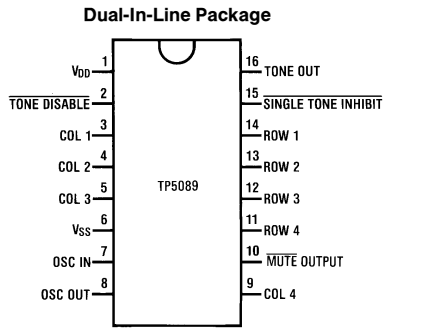 Dual-In-Line Package
VDD 1
TONE DISABLE 2
COL 1 3
COL 2 4
COL 3 5
VSS 6
OSC IN 7
OSC OUT 8
TP5089
16 TONE OUT
15 SINGLE TONE INHIBIT
14 ROW 1
13 ROW 2
12 ROW 3
11 ROW 4
10 MUTE OUTPUT
9 COL 4